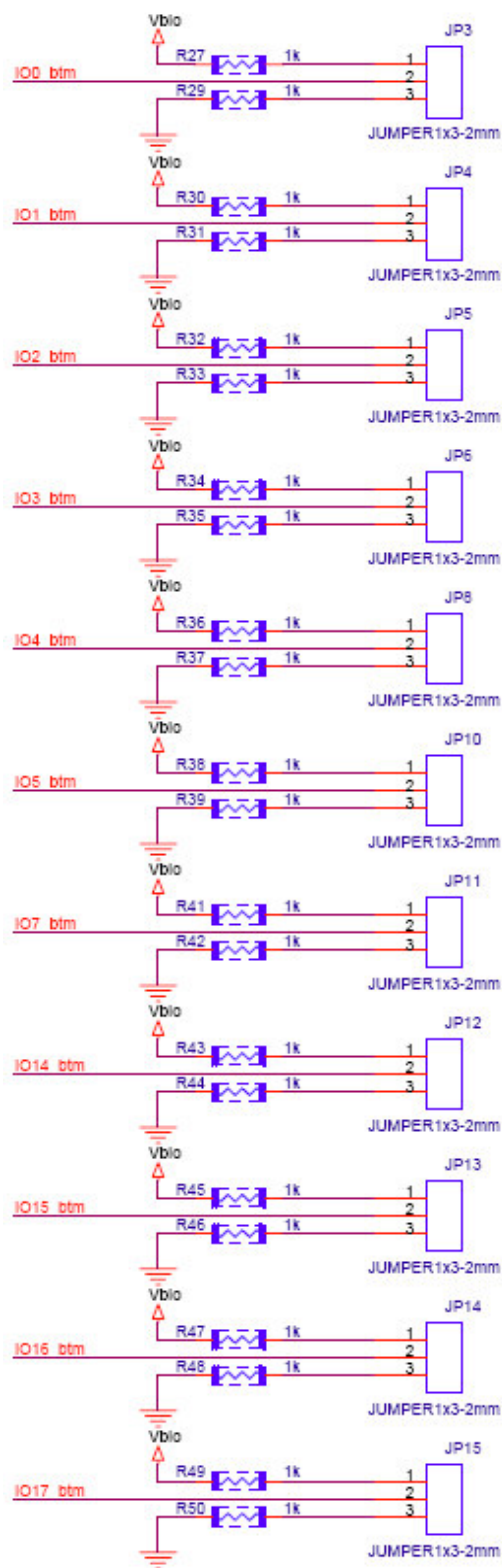 Vbio JP3
R27 1k 1
IO0_btm 2
R29 1k 3
JUMPER1x3-2mm
Vbio JP4
R30 1k 1
IO1_btm 2
R31 1k 3
JUMPER1x3-2mm
Vbio JP5
R32 1k 1
IO2_btm 2
R33 1k 3
JUMPER1x3-2mm
Vbio JP6
R34 1k 1
IO3_btm 2
R35 1k 3
JUMPER1x3-2mm
Vbio JP8
R36 1k 1
IO4_btm 2
R37 1k 3
JUMPER1x3-2mm
Vbio JP10
R38 1k 1
IO5_btm 2
R39 1k 3
JUMPER1x3-2mm
Vbio JP11
R41 1k 1
IO7_btm 2
R42 1k 3
JUMPER1x3-2mm
Vbio JP12
R43 1k 1
IO14_btm 2
R44 1k 3
JUMPER1x3-2mm
Vbio JP13
R45 1k 1
IO15_btm 2
R46 1k 3
JUMPER1x3-2mm
Vbio JP14
R47 1k 1
IO16_btm 2
R48 1k 3
JUMPER1x3-2mm
Vbio JP15
R49 1k 1
IO17_btm 2
R50 1k 3
JUMPER1x3-2mm